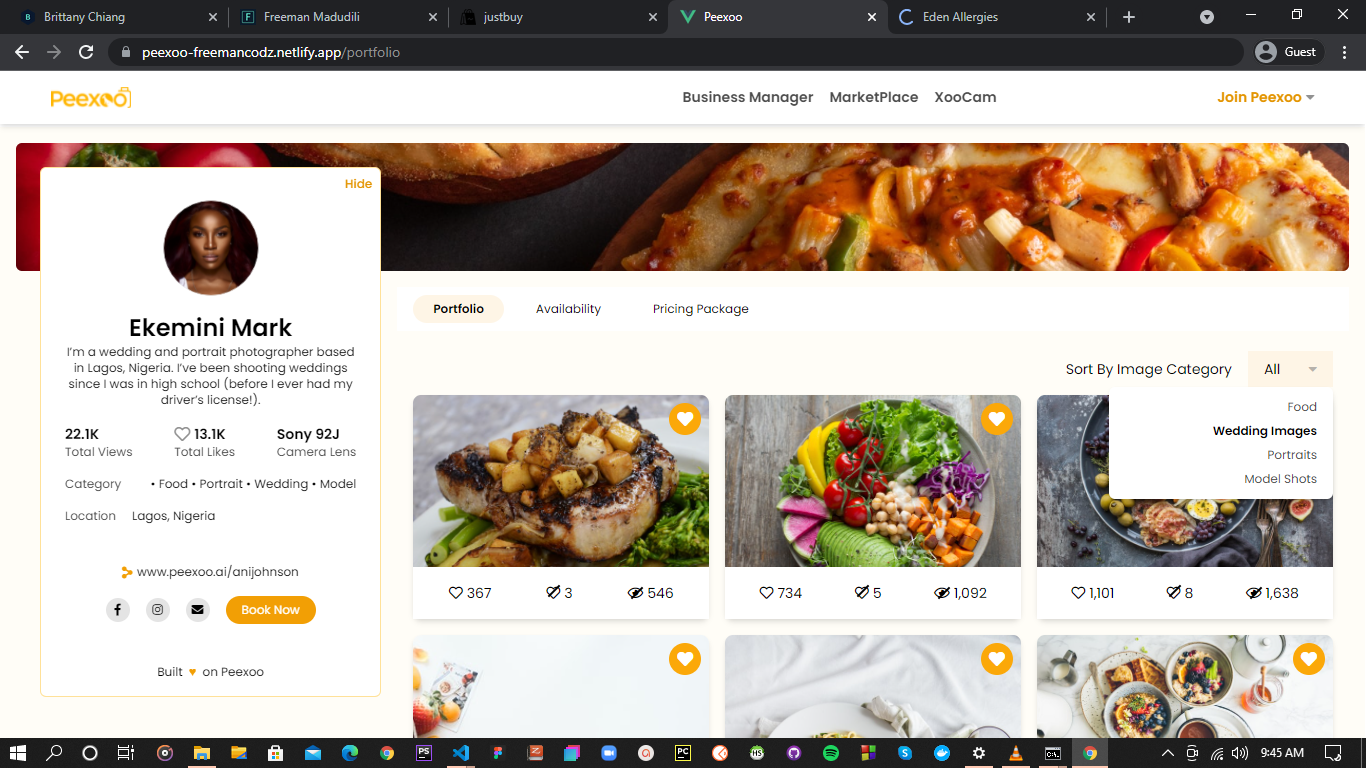 Brittany Chiang
Freeman Madudili
justbuy
Peexoo
Eden Allergies
peexoo-freemancodz.netlify.app/portfolio
Guest
Peexoo
Business Manager
MarketPlace
XooCam
Join Peexoo
Hide
Ekemini Mark
I'm a wedding and portrait photographer based
in Lagos, Nigeria. I've been shooting weddings
since I was in high school (before I ever had my
driver's license!).
22.1K
13.1K
Sony 92J
Total Views
Total Likes
Camera Lens
Category
• Food • Portrait • Wedding • Model
Location
Lagos, Nigeria
www.peexoo.ai/anijohnson
Book Now
Built ♥ on Peexoo
Portfolio
Availability
Pricing Package
Sort By Image Category
All
Food
Wedding Images
Portraits
Model Shots
367
3
546
734
5
1,092
1,101
8
1,638
9:45 AM